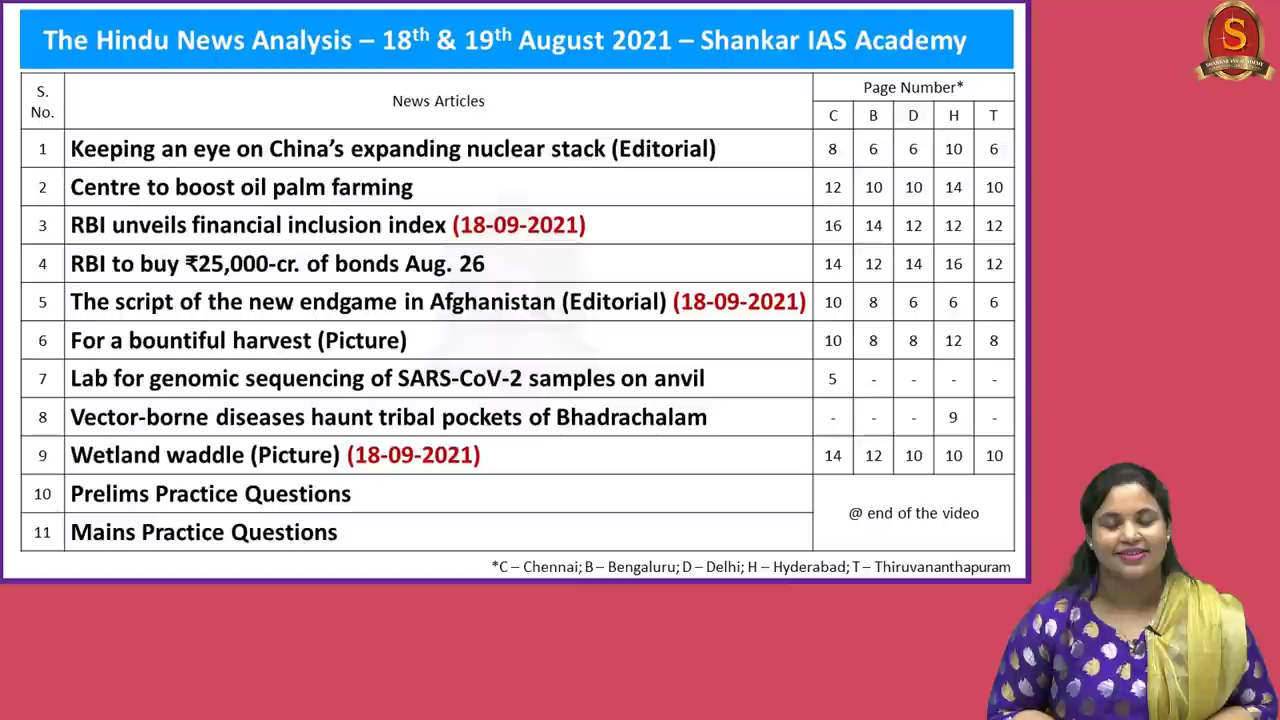 The Hindu News Analysis – 18th & 19th August 2021 – Shankar IAS Academy
S. No. News Articles Page Number*
C B D H T
1 Keeping an eye on China's expanding nuclear stack (Editorial) 8 6 6 10 6
2 Centre to boost oil palm farming 12 10 10 14 10
3 RBI unveils financial inclusion index (18-09-2021) 16 14 12 12 12
4 RBI to buy ₹25,000-cr. of bonds Aug. 26 14 12 14 16 12
5 The script of the new endgame in Afghanistan (Editorial) (18-09-2021) 10 8 6 6 6
6 For a bountiful harvest (Picture) 10 8 8 12 8
7 Lab for genomic sequencing of SARS-CoV-2 samples on anvil 5 - - - -
8 Vector-borne diseases haunt tribal pockets of Bhadrachalam - - - 9 -
9 Wetland waddle (Picture) (18-09-2021) 14 12 10 10 10
10 Prelims Practice Questions
@ end of the video
11 Mains Practice Questions
*C – Chennai; B – Bengaluru; D – Delhi; H – Hyderabad; T – Thiruvananthapuram
S
SHANKAR IAS ACADEMY